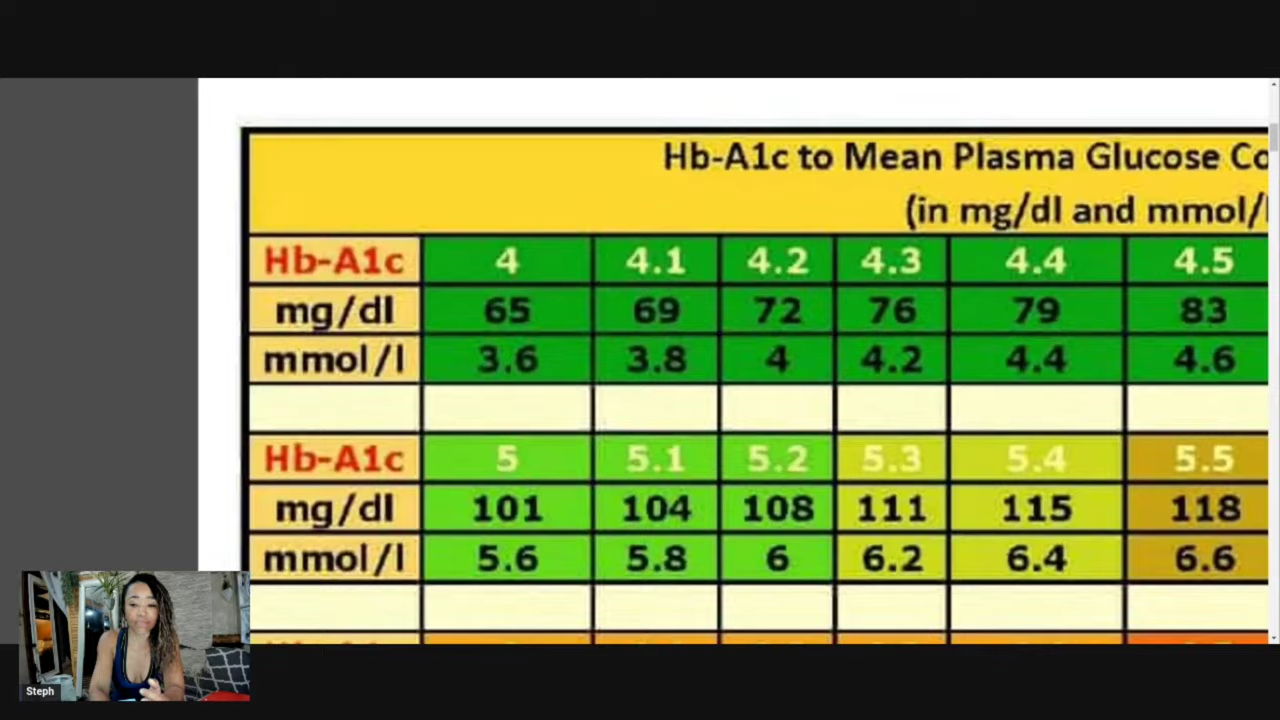 Hb-A1c to Mean Plasma Glucose Co
(in mg/dl and mmol/l
Hb-A1c 4 4.1 4.2 4.3 4.4 4.5
mg/dl 65 69 72 76 79 83
mmol/l 3.6 3.8 4 4.2 4.4 4.6
Hb-A1c 5 5.1 5.2 5.3 5.4 5.5
mg/dl 101 104 108 111 115 118
mmol/l 5.6 5.8 6 6.2 6.4 6.6
Steph